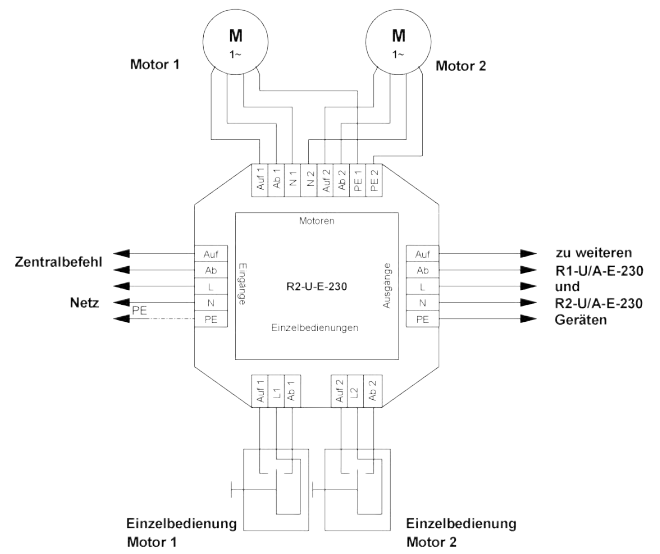 M
1~
M
1~
Motor 1
Motor 2
Auf 1
Ab 1
N 1
N 2
Auf 2
Ab 2
PE 1
PE 2
Motoren
Zentralbefehl
Netz
PE
Auf
Ab
L
N
PE
Eingänge
R2-U-E-230
Ausgänge
Einzelbedienungen
Auf
Ab
L
N
PE
zu weiteren
R1-U/A-E-230
und
R2-U/A-E-230
Geräten
Auf 1
L1
Ab 1
Auf 2
L2
Ab 2
Einzelbedienung
Motor 1
Einzelbedienung
Motor 2